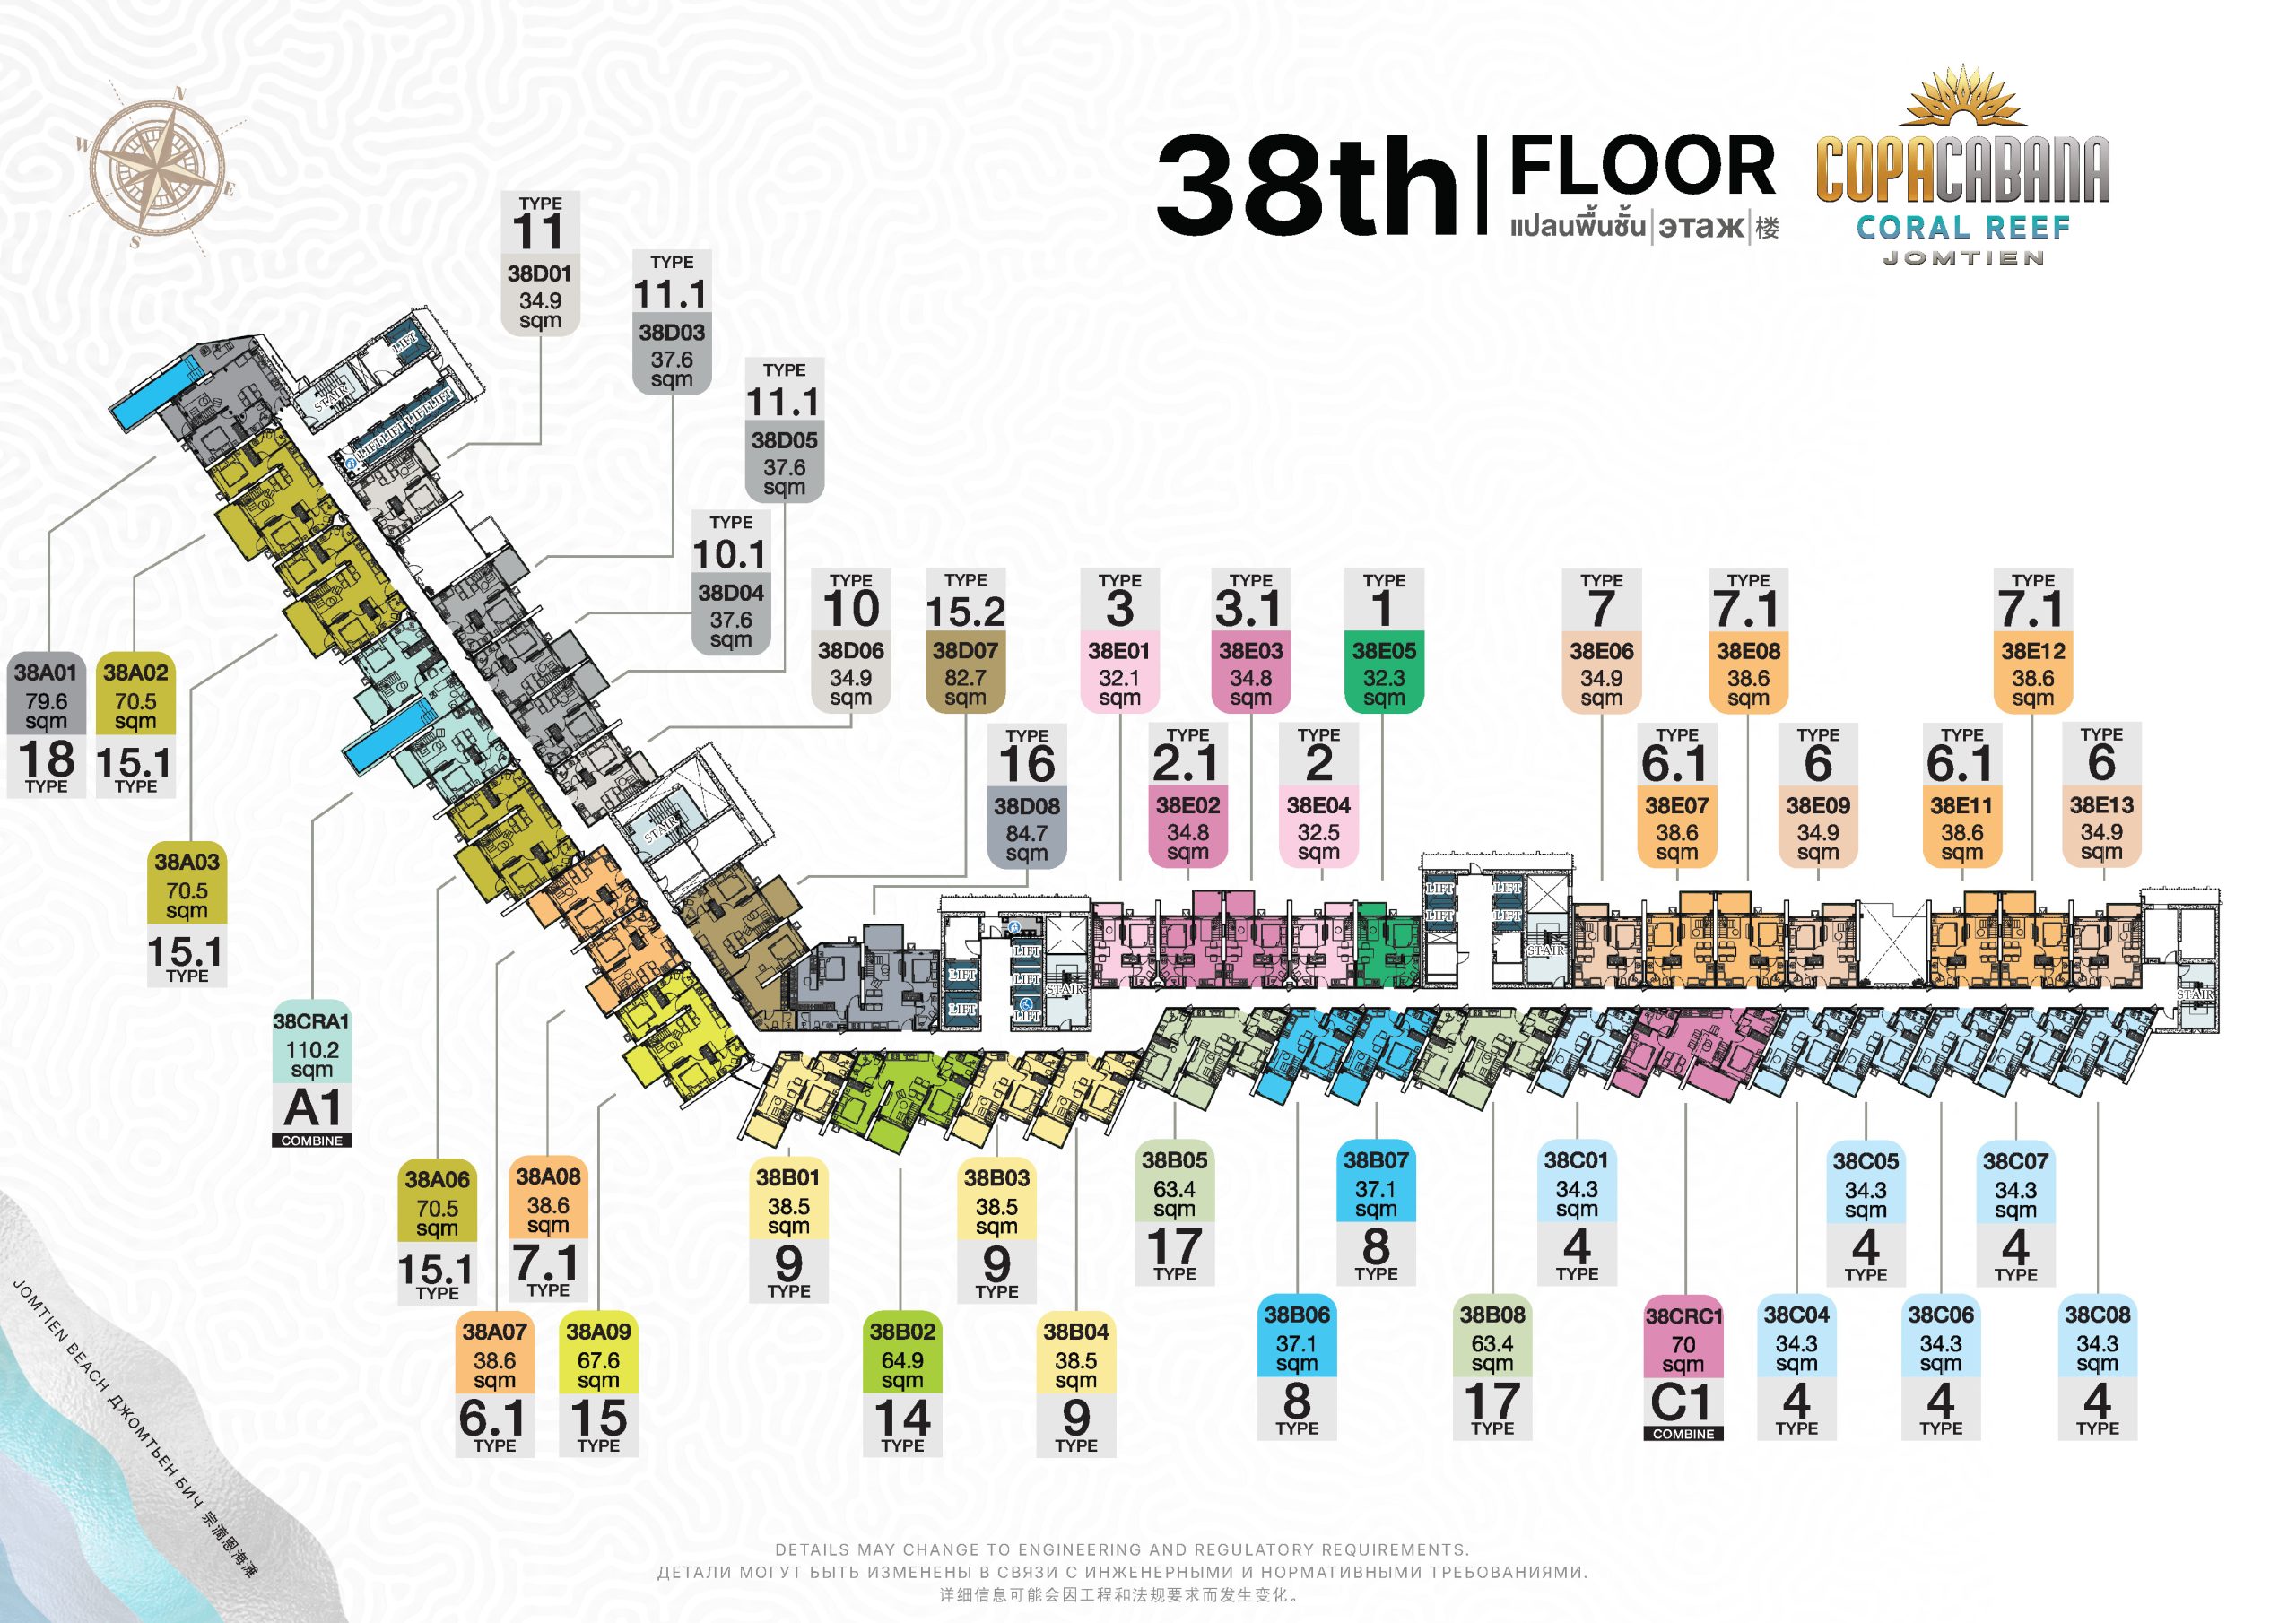 N
W
E
S
38th
FLOOR
แปลนพื้นชั้น
этаж
楼
COPACABANA
CORAL REEF
JOMTIEN
TYPE
11
38D01
34.9
sqm
TYPE
11.1
38D03
37.6
sqm
TYPE
11.1
38D05
37.6
sqm
TYPE
10.1
38D04
37.6
sqm
TYPE
10
38D06
34.9
sqm
TYPE
15.2
38D07
82.7
sqm
TYPE
16
38D08
84.7
sqm
TYPE
3
38E01
32.1
sqm
TYPE
2.1
38E02
34.8
sqm
TYPE
3.1
38E03
34.8
sqm
TYPE
2
38E04
32.5
sqm
TYPE
1
38E05
32.3
sqm
TYPE
7
38E06
34.9
sqm
TYPE
6.1
38E07
38.6
sqm
TYPE
7.1
38E08
38.6
sqm
TYPE
6
38E09
34.9
sqm
TYPE
6.1
38E11
38.6
sqm
TYPE
7.1
38E12
38.6
sqm
TYPE
6
38E13
34.9
sqm
LIFT
STAIR
LIFT
LIFT
LIFT
LIFT
STAIR
LIFT
LIFT
LIFT
LIFT
LIFT
STAIR
LIFT
LIFT
LIFT
LIFT
STAIR
STAIR
38A01
79.6
sqm
18
TYPE
38A02
70.5
sqm
15.1
TYPE
38A03
70.5
sqm
15.1
TYPE
38CRA1
110.2
sqm
A1
COMBINE
38A06
70.5
sqm
15.1
TYPE
38A07
38.6
sqm
6.1
TYPE
38A08
38.6
sqm
7.1
TYPE
38A09
67.6
sqm
15
TYPE
38B01
38.5
sqm
9
TYPE
38B02
64.9
sqm
14
TYPE
38B03
38.5
sqm
9
TYPE
38B04
38.5
sqm
9
TYPE
38B05
63.4
sqm
17
TYPE
38B06
37.1
sqm
8
TYPE
38B07
37.1
sqm
8
TYPE
38B08
63.4
sqm
17
TYPE
38C01
34.3
sqm
4
TYPE
38CRC1
70
sqm
C1
COMBINE
38C04
34.3
sqm
4
TYPE
38C05
34.3
sqm
4
TYPE
38C06
34.3
sqm
4
TYPE
38C07
34.3
sqm
4
TYPE
38C08
34.3
sqm
4
TYPE
JOMTIEN BEACH ДЖОМТЬЕН БИЧ 宗滴恩海滩
DETAILS MAY CHANGE TO ENGINEERING AND REGULATORY REQUIREMENTS.
ДЕТАЛИ МОГУТ БЫТЬ ИЗМЕНЕНЫ В СВЯЗИ С ИНЖЕНЕРНЫМИ И НОРМАТИВНЫМИ ТРЕБОВАНИЯМИ.
详细信息可能会因工程和法规要求而发生变化。